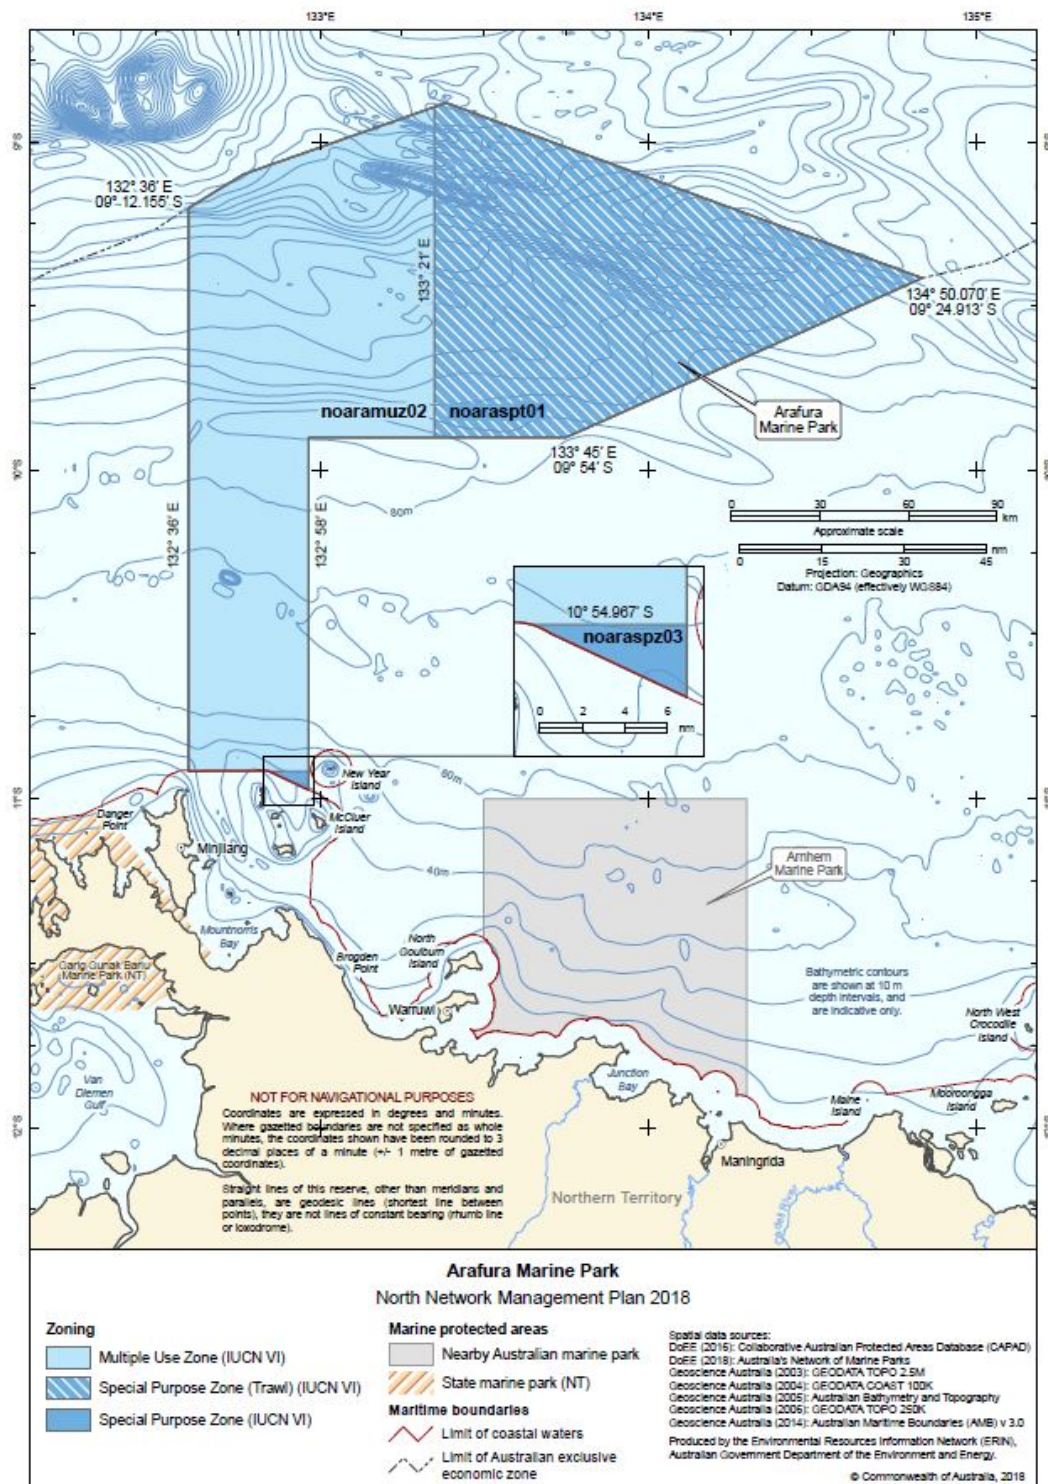 133°E
134°E
135°E
9°S
9°S
132° 36' E
09° 12.155' S
133° 21' E
134° 50.070' E
09° 24.913' S
noaramuz02
noaraspt01
Arafura
Marine Park
133° 45' E
09° 54' S
10°S
10°S
80m
132° 36' E
132° 58' E
0 30 60 90
km
Approximate scale
0 15 30 45
nm
Projection: Geographics
Datum: GDA94 (effectively WGS84)
10° 54.967' S
noaraspz03
0 2 4 6
nm
New Year
Island
60m
11°S
11°S
Danger
Point
McCluer
Island
Minjilang
40m
Arnhem
Marine Park
Mountnorris
Bay
North
Goulburn
Island
Brogden
Point
Garig Gunak Barlu
Marine Park (NT)
Bathymetric contours
are shown at 10 m
depth intervals, and
are indicative only.
Warruwi
North West
Crocodile
Island
Van
Diemen
Gulf
Junction
Bay
NOT FOR NAVIGATIONAL PURPOSES
Coordinates are expressed in degrees and minutes.
Where gazetted boundaries are not specified as whole
minutes, the coordinates shown have been rounded to 3
decimal places of a minute (+/- 1 metre of gazetted
coordinates).
Straight lines of this reserve, other than meridians and
parallels, are geodesic lines (shortest line between
points), they are not lines of constant bearing (rhumb line
or loxodrome).
Maine
Island
Mooroongga
Island
12°S
12°S
Maningrida
Northern Territory
Arafura Marine Park
North Network Management Plan 2018
Zoning
Multiple Use Zone (IUCN VI)
Special Purpose Zone (Trawl) (IUCN VI)
Special Purpose Zone (IUCN VI)
Marine protected areas
Nearby Australian marine park
State marine park (NT)
Maritime boundaries
Limit of coastal waters
Limit of Australian exclusive
economic zone
Spatial data sources:
DoEE (2016): Collaborative Australian Protected Areas Database (CAPAD)
DoEE (2018): Australia's Network of Marine Parks
Geoscience Australia (2003): GEODATA TOPO 2.5M
Geoscience Australia (2004): GEODATA COAST 100K
Geoscience Australia (2005): Australian Bathymetry and Topography
Geoscience Australia (2006): GEODATA TOPO 250K
Geoscience Australia (2014): Australian Maritime Boundaries (AMB) v 3.0
Produced by the Environmental Resources Information Network (ERIN),
Australian Government Department of the Environment and Energy.
© Commonwealth of Australia, 2018